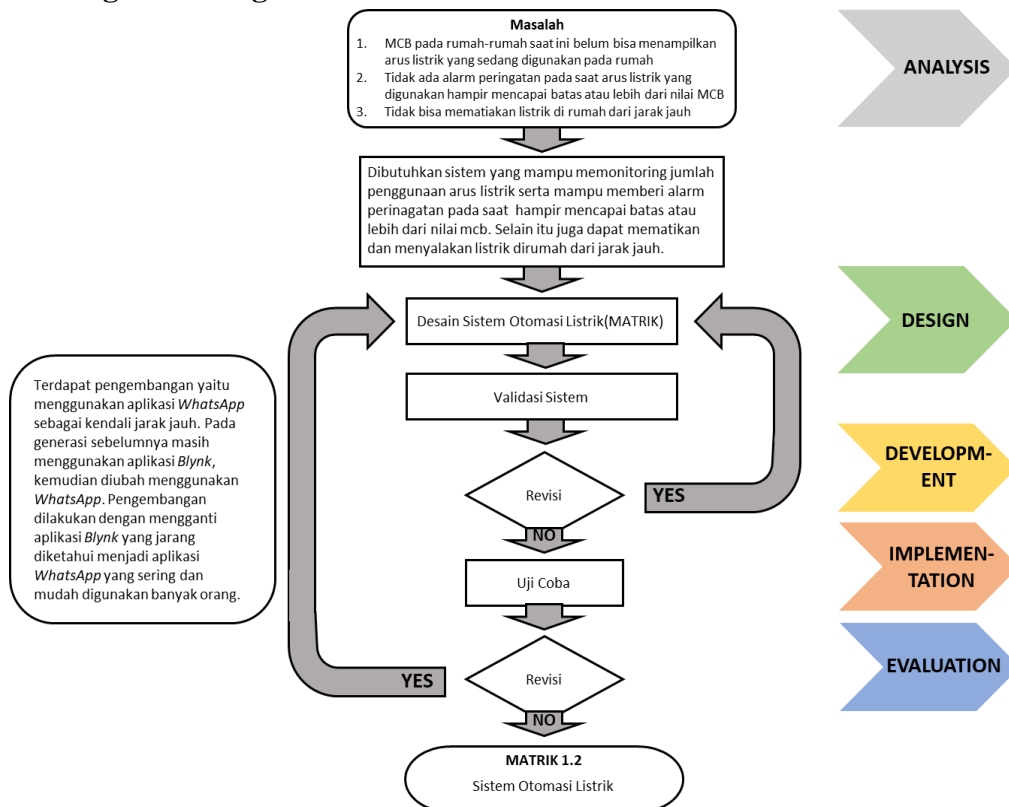 Masalah
1. MCB pada rumah-rumah saat ini belum bisa menampilkan
arus listrik yang sedang digunakan pada rumah
2. Tidak ada alarm peringatan pada saat arus listrik yang
digunakan hampir mencapai batas atau lebih dari nilai MCB
3. Tidak bisa mematiakan listrik di rumah dari jarak jauh
ANALYSIS
Dibutuhkan sistem yang mampu memonitoring jumlah
penggunaan arus listrik serta mampu memberi alarm
perinagatan pada saat hampir mencapai batas atau
lebih dari nilai mcb. Selain itu juga dapat mematikan
dan menyalakan listrik dirumah dari jarak jauh.
Desain Sistem Otomasi Listrik(MATRIK)
DESIGN
Validasi Sistem
Terdapat pengembangan yaitu
menggunakan aplikasi WhatsApp
sebagai kendali jarak jauh. Pada
generasi sebelumnya masih
menggunakan aplikasi Blynk,
kemudian diubah menggunakan
WhatsApp. Pengembangan
dilakukan dengan mengganti
aplikasi Blynk yang jarang
diketahui menjadi aplikasi
WhatsApp yang sering dan
mudah digunakan banyak orang.
Revisi
YES
DEVELOPM-
ENT
NO
Uji Coba
IMPLEMEN-
TATION
Revisi
YES
EVALUATION
NO
MATRIK 1.2
Sistem Otomasi Listrik